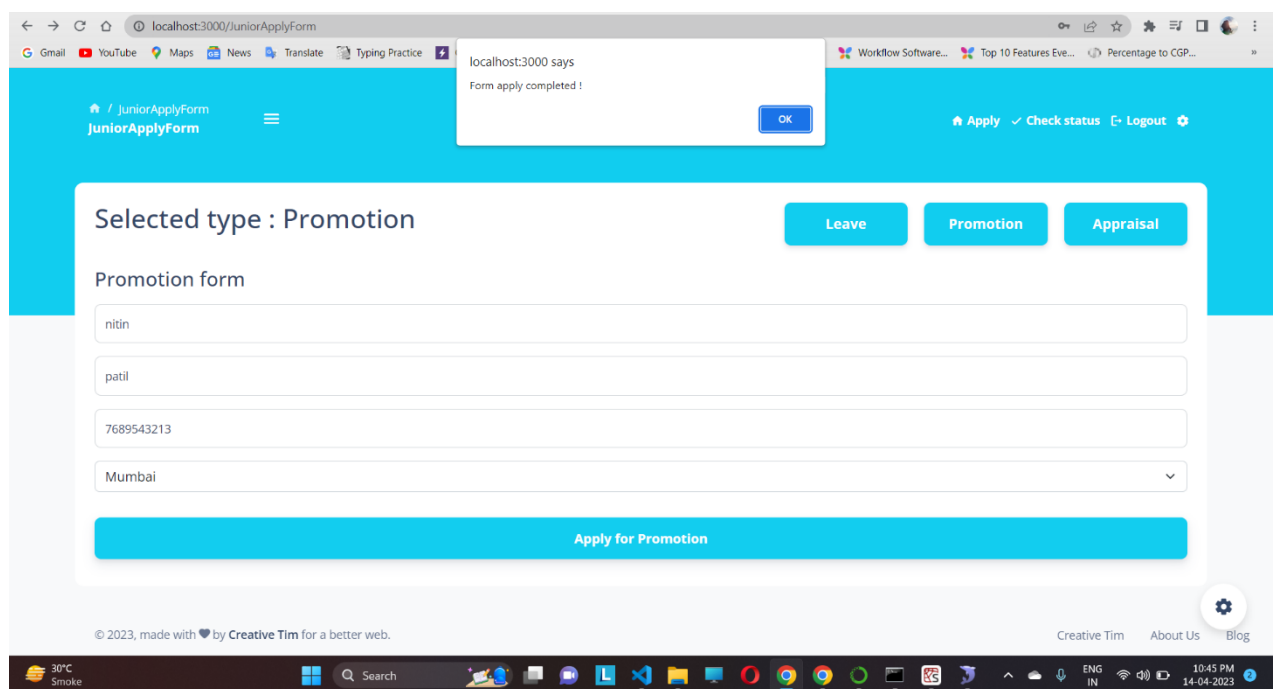 localhost:3000/JuniorApplyForm
Gmail YouTube Maps News Translate Typing Practice Workflow Software... Top 10 Features Eve... Percentage to CGP... »
localhost:3000 says
Form apply completed !
OK
/ JuniorApplyForm
JuniorApplyForm
Apply Check status Logout
Selected type : Promotion
Leave Promotion Appraisal
Promotion form
nitin
patil
7689543213
Mumbai
Apply for Promotion
© 2023, made with by Creative Tim for a better web.
Creative Tim About Us Blog
30°C
Smoke
Search
ENG
IN
10:45 PM
14-04-2023
2